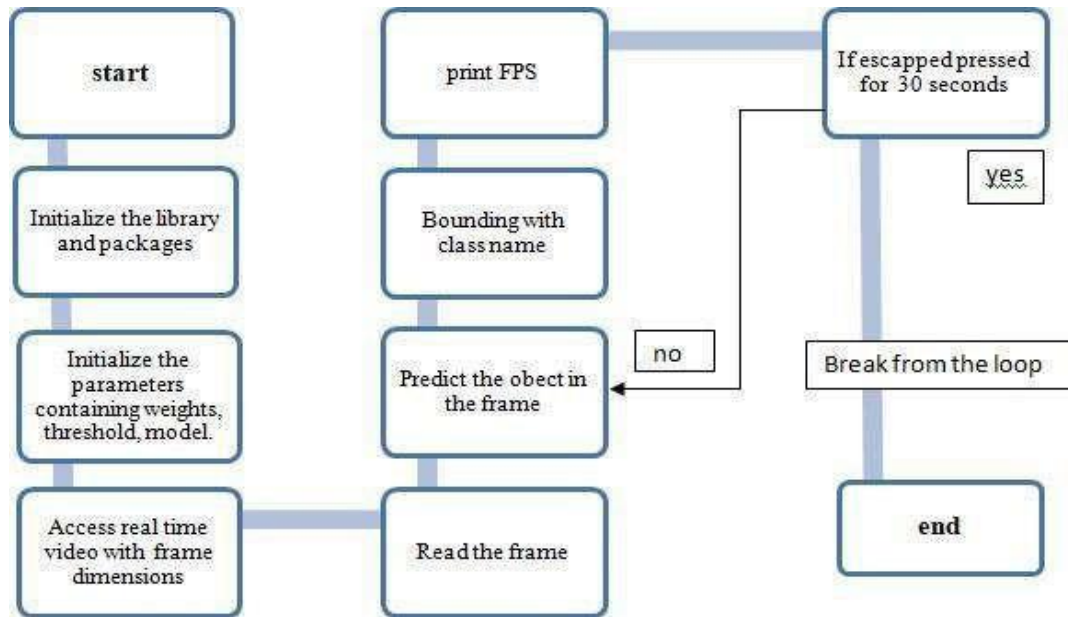 start
Initialize the library
and packages
Initialize the
parameters
containing weights,
threshold, model.
Access real time
video with frame
dimensions
Read the frame
Predict the obect in
the frame
Bounding with
class name
print FPS
If escapped pressed
for 30 seconds
no
yes
Break from the loop
end